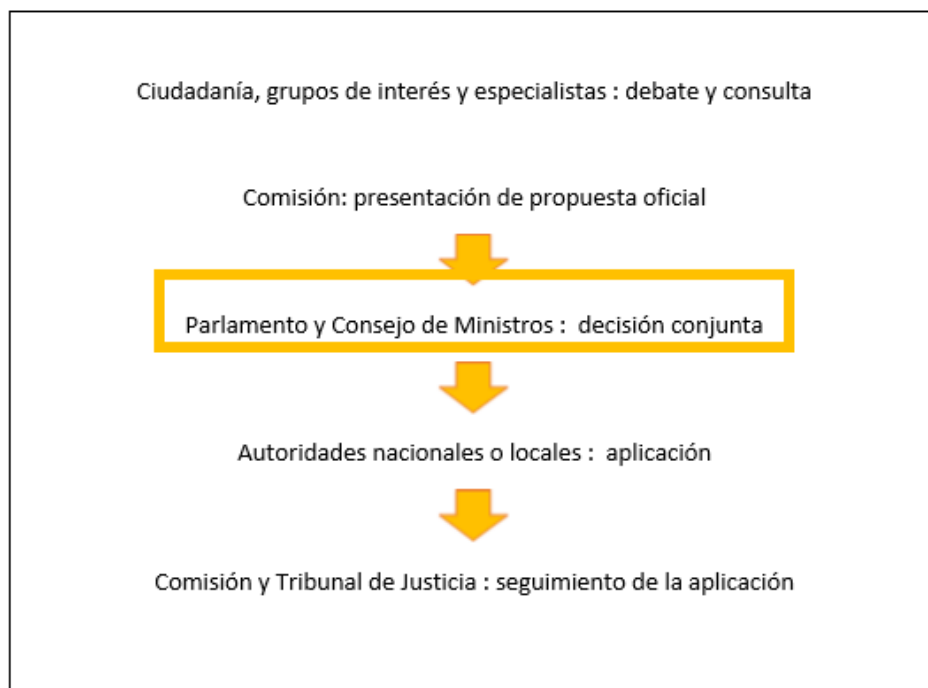 Ciudadanía, grupos de interés y especialistas : debate y consulta
Comisión: presentación de propuesta oficial
Parlamento y Consejo de Ministros :  decisión conjunta
Autoridades nacionales o locales :  aplicación
Comisión y Tribunal de Justicia : seguimiento de la aplicación